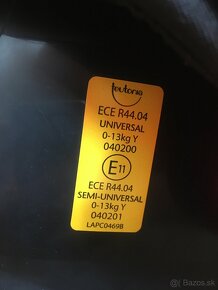 teutonia
ECE R44.04
UNIVERSAL
0-13kg Y
040200
E11
ECE R44.04
SEMI-UNIVERSAL
0-13kg Y
040201
LAPC0469B
Bazos.sk